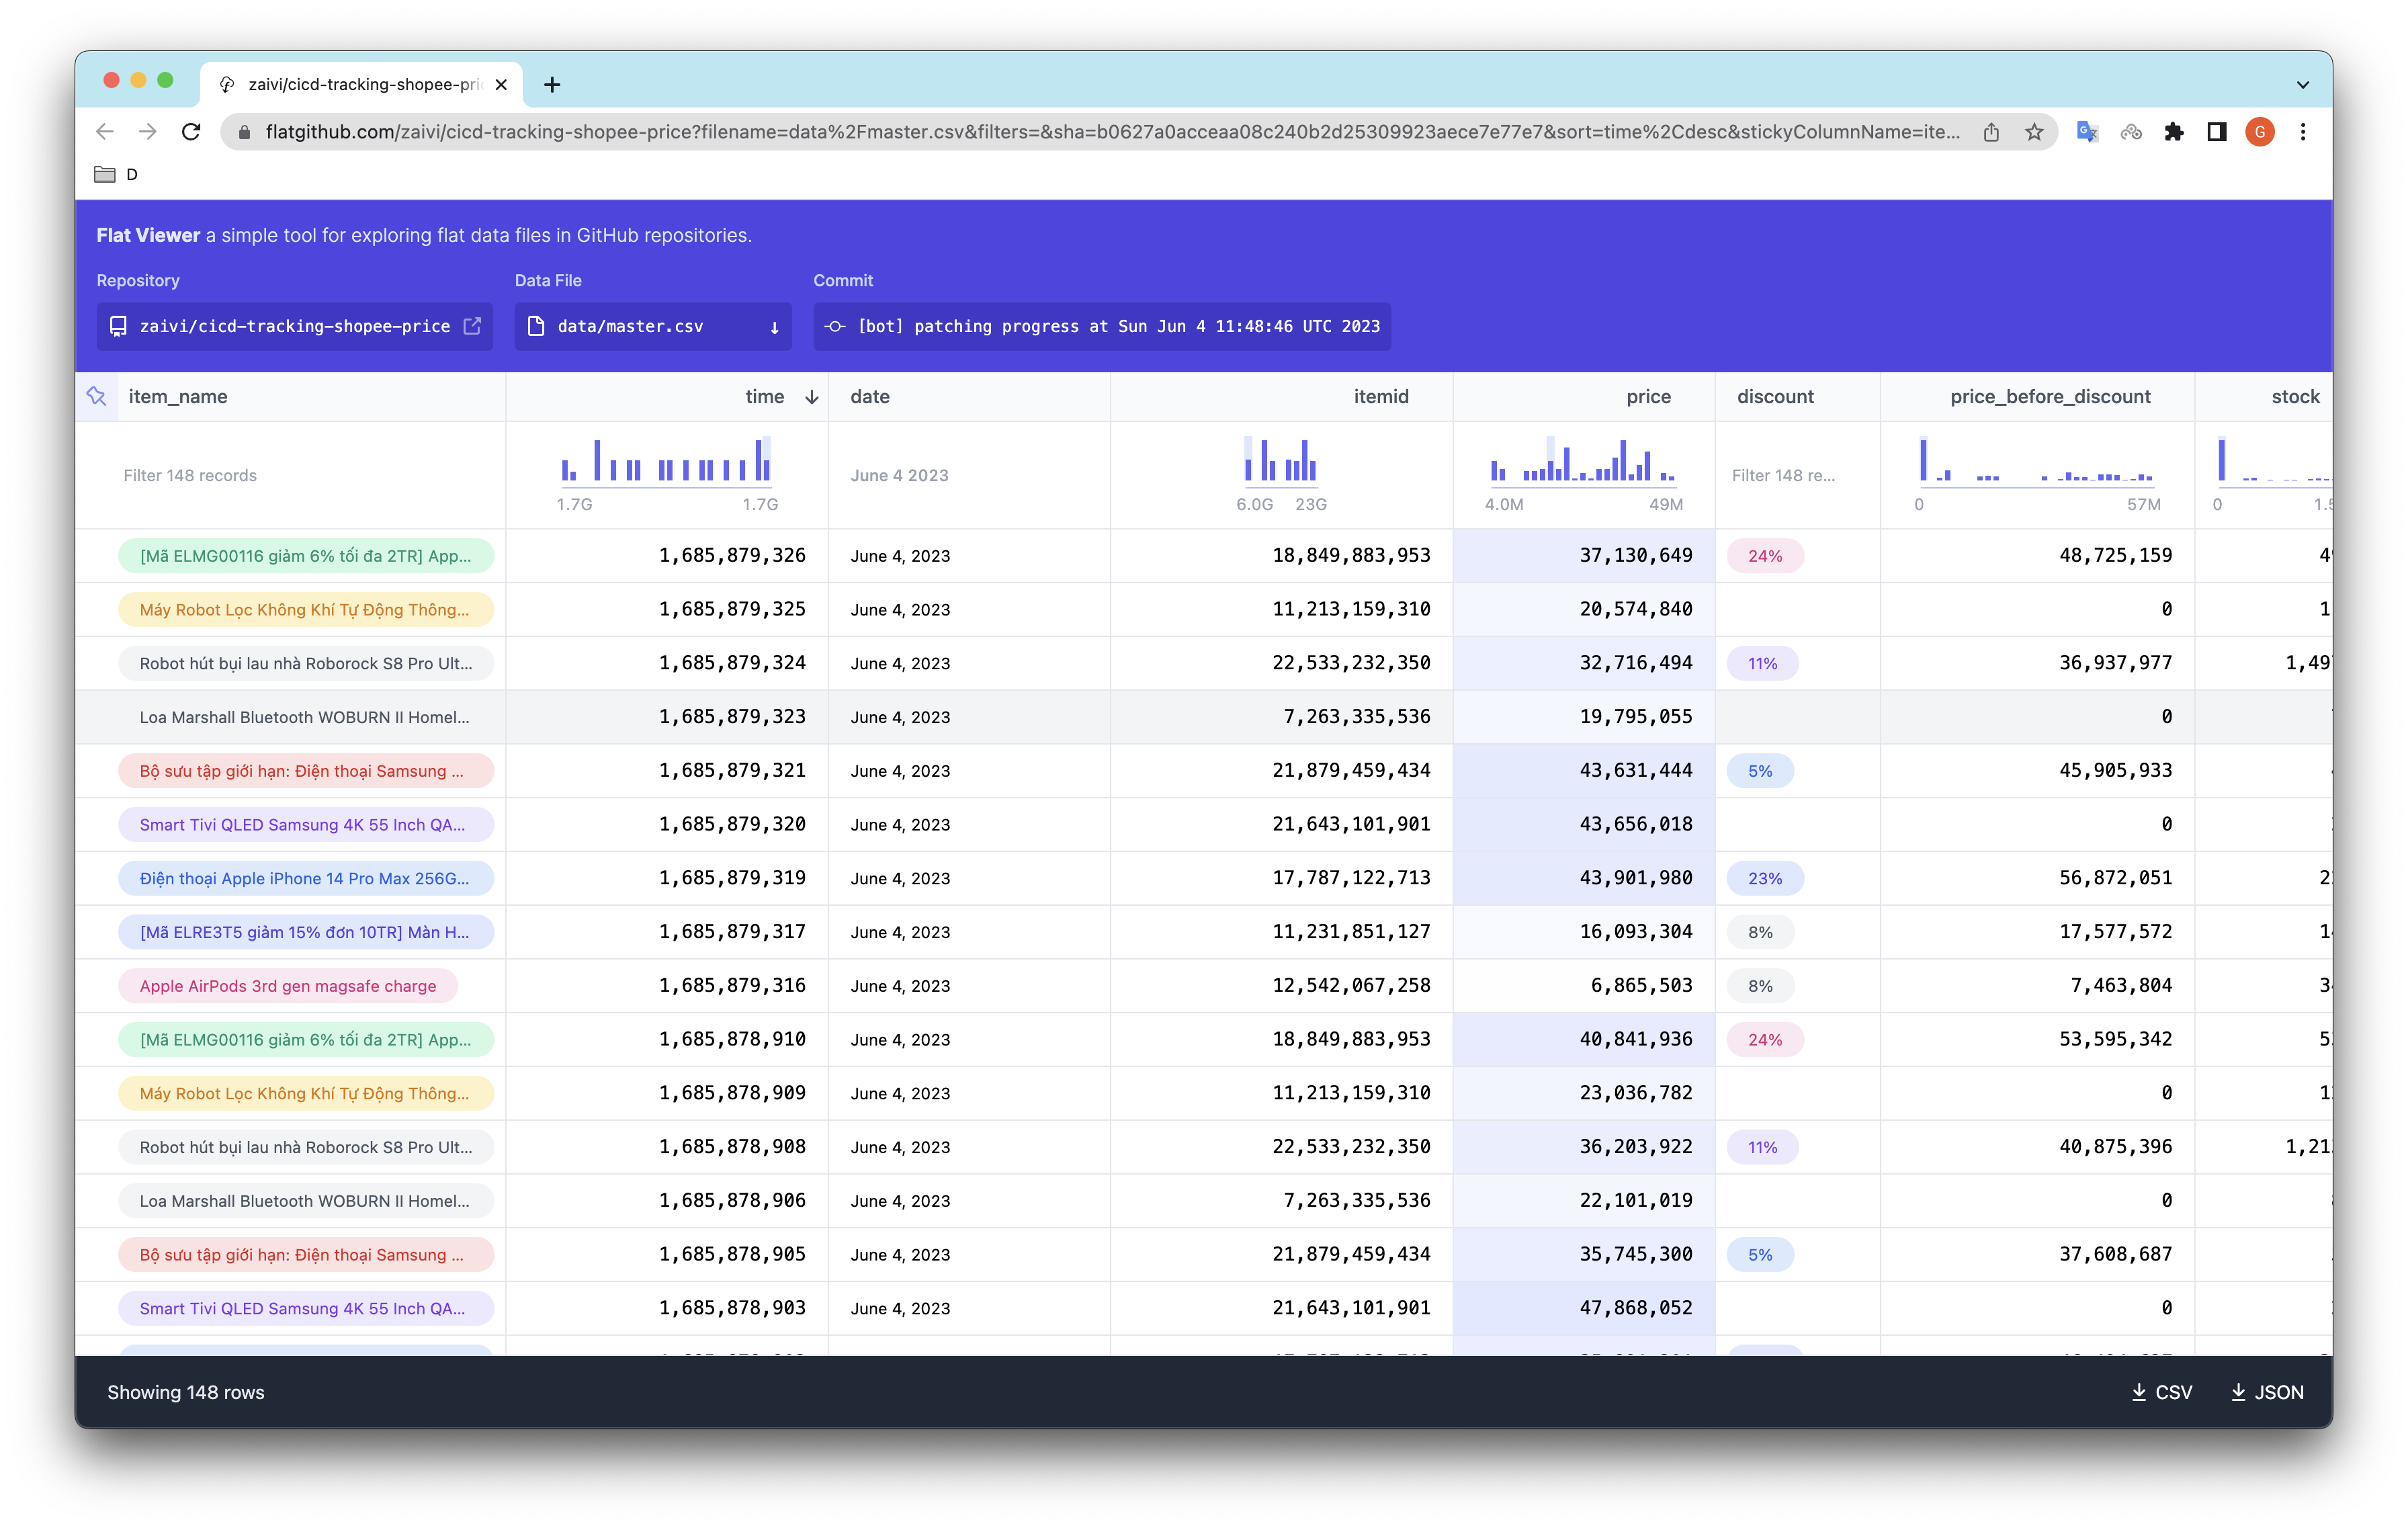 zaivi/cicd-tracking-shopee-pri
flatgithub.com/zaivi/cicd-tracking-shopee-price?filename=data%2Fmaster.csv&filters=&sha=b0627a0acceaa08c240b2d25309923aece7e77e7&sort=time%2Cdesc&stickyColumnName=ite...
G
D
Flat Viewer a simple tool for exploring flat data files in GitHub repositories.
Repository Data File Commit
zaivi/cicd-tracking-shopee-price data/master.csv ↓ [bot] patching progress at Sun Jun 4 11:48:46 UTC 2023
item_name time ↓ date itemid price discount price_before_discount stock
Filter 148 records June 4 2023 Filter 148 re...
1.7G 1.7G 6.0G 23G 4.0M 49M 0 57M 0
[Mã ELMG00116 giảm 6% tối đa 2TR] App... 1,685,879,326 June 4, 2023 18,849,883,953 37,130,649 24% 48,725,159
Máy Robot Lọc Không Khí Tự Động Thông... 1,685,879,325 June 4, 2023 11,213,159,310 20,574,840 0
Robot hút bụi lau nhà Roborock S8 Pro Ult... 1,685,879,324 June 4, 2023 22,533,232,350 32,716,494 11% 36,937,977
Loa Marshall Bluetooth WOBURN II Homel... 1,685,879,323 June 4, 2023 7,263,335,536 19,795,055 0
Bộ sưu tập giới hạn: Điện thoại Samsung ... 1,685,879,321 June 4, 2023 21,879,459,434 43,631,444 5% 45,905,933
Smart Tivi QLED Samsung 4K 55 Inch QA... 1,685,879,320 June 4, 2023 21,643,101,901 43,656,018 0
Điện thoại Apple iPhone 14 Pro Max 256G... 1,685,879,319 June 4, 2023 17,787,122,713 43,901,980 23% 56,872,051
[Mã ELRE3T5 giảm 15% đơn 10TR] Màn H... 1,685,879,317 June 4, 2023 11,231,851,127 16,093,304 8% 17,577,572
Apple AirPods 3rd gen magsafe charge 1,685,879,316 June 4, 2023 12,542,067,258 6,865,503 8% 7,463,804
[Mã ELMG00116 giảm 6% tối đa 2TR] App... 1,685,878,910 June 4, 2023 18,849,883,953 40,841,936 24% 53,595,342
Máy Robot Lọc Không Khí Tự Động Thông... 1,685,878,909 June 4, 2023 11,213,159,310 23,036,782 0
Robot hút bụi lau nhà Roborock S8 Pro Ult... 1,685,878,908 June 4, 2023 22,533,232,350 36,203,922 11% 40,875,396
Loa Marshall Bluetooth WOBURN II Homel... 1,685,878,906 June 4, 2023 7,263,335,536 22,101,019 0
Bộ sưu tập giới hạn: Điện thoại Samsung ... 1,685,878,905 June 4, 2023 21,879,459,434 35,745,300 5% 37,608,687
Smart Tivi QLED Samsung 4K 55 Inch QA... 1,685,878,903 June 4, 2023 21,643,101,901 47,868,052 0
Showing 148 rows CSV JSON